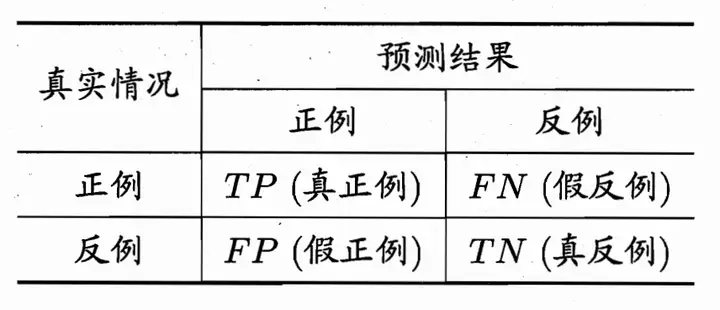 真实情况 预测结果
正例 反例
正例 TP (真正例) FN (假反例)
反例 FP (假正例) TN (真反例)